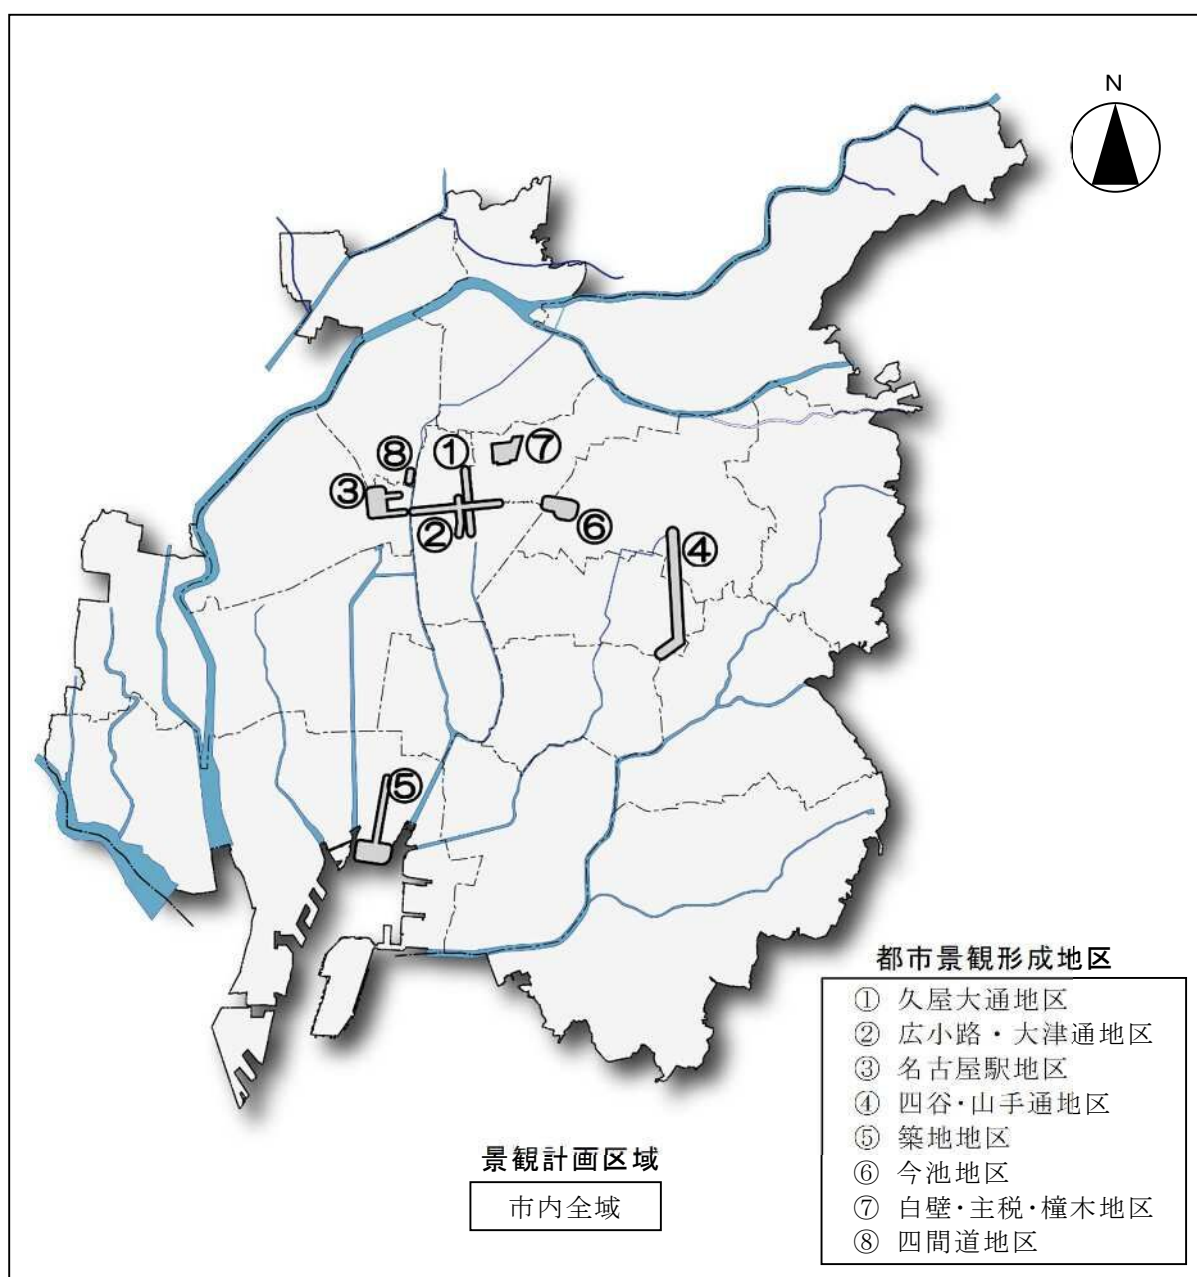 N
⑧
①
⑦
③
②
⑥
④
⑤
都市景観形成地区
① 久屋大通地区
② 広小路・大津通地区
③ 名古屋駅地区
④ 四谷・山手通地区
⑤ 築地地区
⑥ 今池地区
⑦ 白壁・主税・橦木地区
⑧ 四間道地区
景観計画区域
市内全域